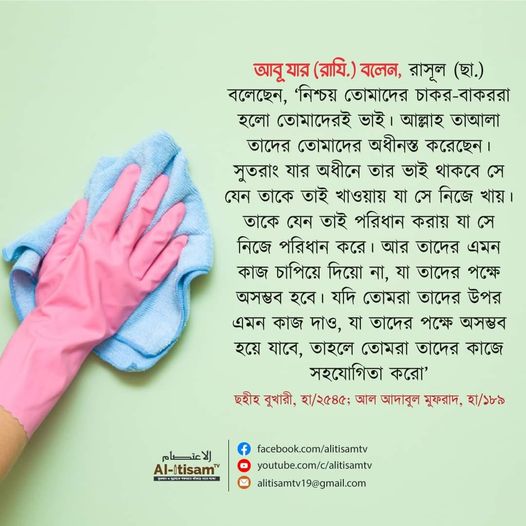 আবূ যার (রাযি.) বলেন, রাসূল (ছা.)
বলেছেন, ‘নিশ্চয় তোমাদের চাকর-বাকররা
হলো তোমাদেরই ভাই। আল্লাহ তাআলা
তাদের তোমাদের অধীনস্ত করেছেন।
সুতরাং যার অধীনে তার ভাই থাকবে সে
যেন তাকে তাই খাওয়ায় যা সে নিজে খায়।
তাকে যেন তাই পরিধান করায় যা সে
নিজে পরিধান করে। আর তাদের এমন
কাজ চাপিয়ে দিয়ো না, যা তাদের পক্ষে
অসম্ভব হবে। যদি তোমরা তাদের উপর
এমন কাজ দাও, যা তাদের পক্ষে অসম্ভব
হয়ে যাবে, তাহলে তোমরা তাদের কাজে
সহযোগিতা করো’
ছহীহ বুখারী, হা/২৫৪৫; আল আদাবুল মুফরাদ, হা/১৮৯
الاعتصام
Al-itisam TV
facebook.com/alitisamtv
youtube.com/c/alitisamtv
alitisamtv19@gmail.com